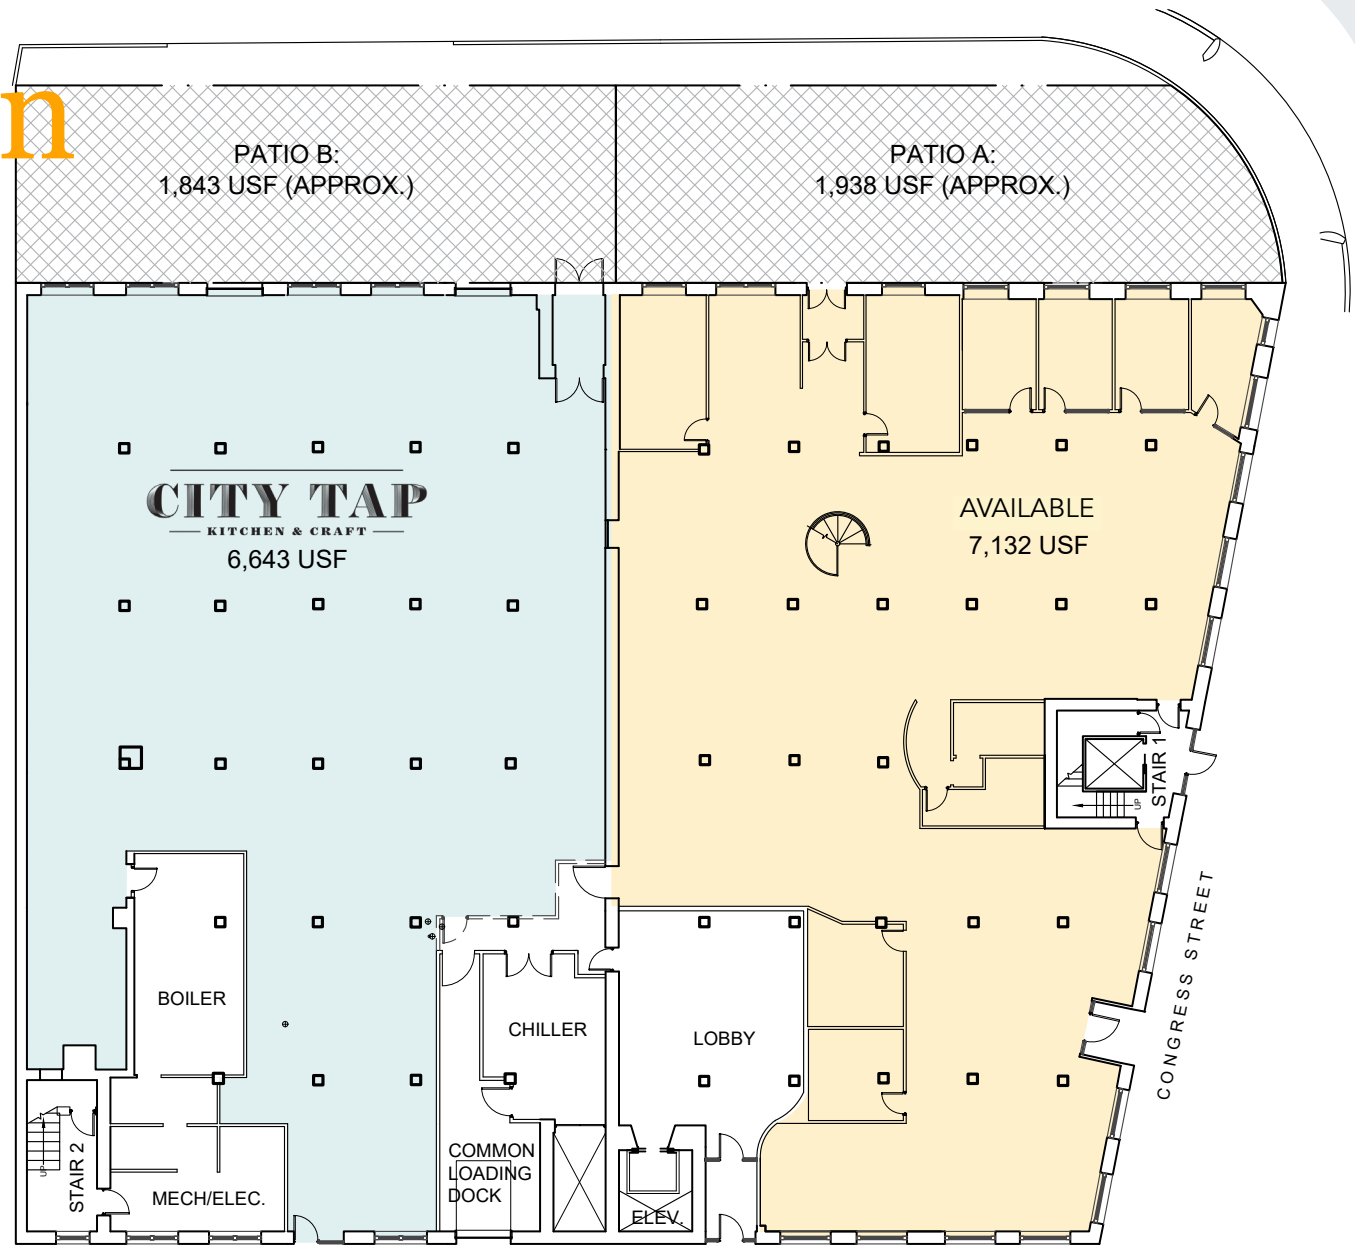 n
PATIO B:
1,843 USF (APPROX.)
PATIO A:
1,938 USF (APPROX.)
CITY TAP
KITCHEN & CRAFT
6,643 USF
AVAILABLE
7,132 USF
STAIR 1
UP
CONGRESS STREET
BOILER
CHILLER
LOBBY
UP
STAIR 2
MECH/ELEC.
COMMON
LOADING
DOCK
ELEV.